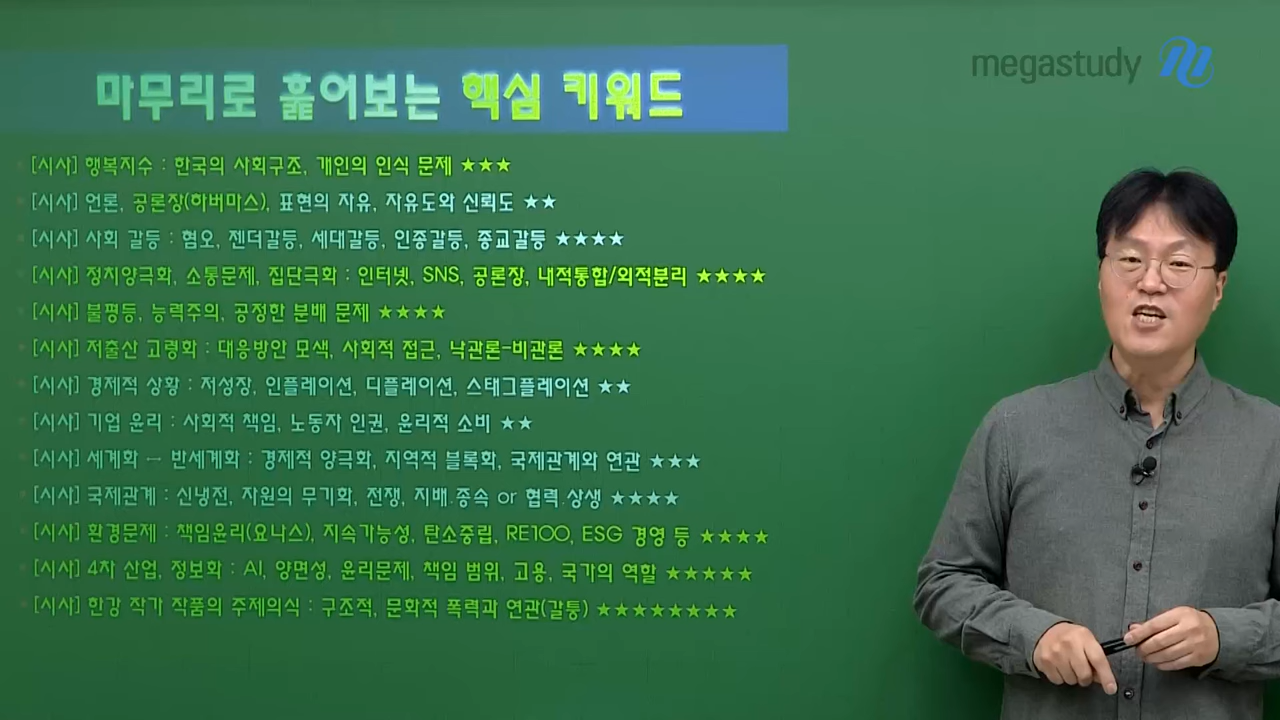 megastudy
마무리로 훑어보는 핵심 키워드
[시사] 행복지수 : 한국의 사회구조, 개인의 인식 문제 ★★★
[시사] 언론, 공론장(하버마스), 표현의 자유, 자유도와 신뢰도 ★★
[시사] 사회 갈등 : 혐오, 젠더갈등, 세대갈등, 인종갈등, 종교갈등 ★★★★
[시사] 정치양극화, 소통문제, 집단극화 : 인터넷, SNS, 공론장, 내적통합/외적분리 ★★★★
[시사] 불평등, 능력주의, 공정한 분배 문제 ★★★★
[시사] 저출산 고령화 : 대응방안 모색, 사회적 접근, 낙관론-비관론 ★★★★
[시사] 경제적 상황 : 저성장, 인플레이션, 디플레이션, 스태그플레이션 ★★
[시사] 기업 윤리 : 사회적 책임, 노동자 인권, 윤리적 소비 ★★
[시사] 세계화 – 반세계화 : 경제적 양극화, 지역적 블록화, 국제관계와 연관 ★★★
[시사] 국제관계 : 신냉전, 자원의 무기화, 전쟁, 지배.종속 or 협력.상생 ★★★★
[시사] 환경문제 : 책임윤리(요나스), 지속가능성, 탄소중립, RE100, ESG 경영 등 ★★★★
[시사] 4차 산업, 정보화 : AI, 양면성, 윤리문제, 책임 범위, 고용, 국가의 역할 ★★★★★
[시사] 한강 작가 작품의 주제의식 : 구조적, 문화적 폭력과 연관(갈퉁) ★★★★★★★★